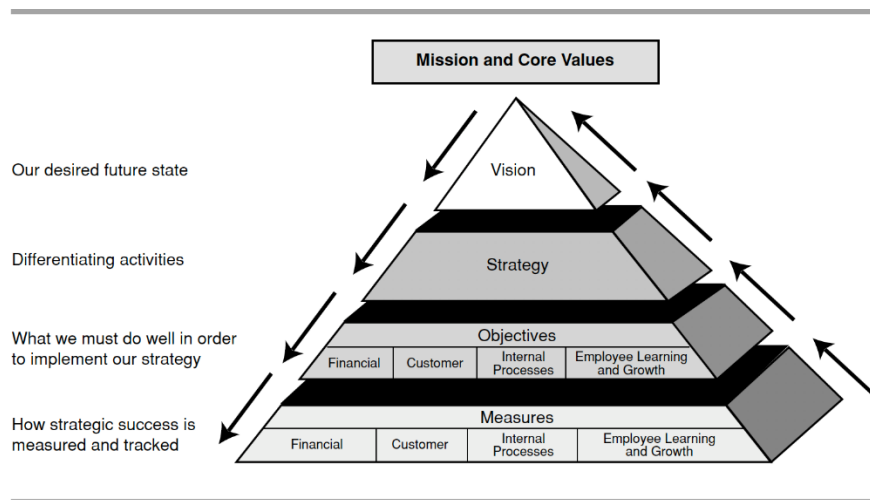 Mission and Core Values
Our desired future state
Vision
Differentiating activities
Strategy
What we must do well in order
to implement our strategy
Objectives
Financial
Customer
Internal
Processes
Employee Learning
and Growth
How strategic success is
measured and tracked
Measures
Financial
Customer
Internal
Processes
Employee Learning
and Growth